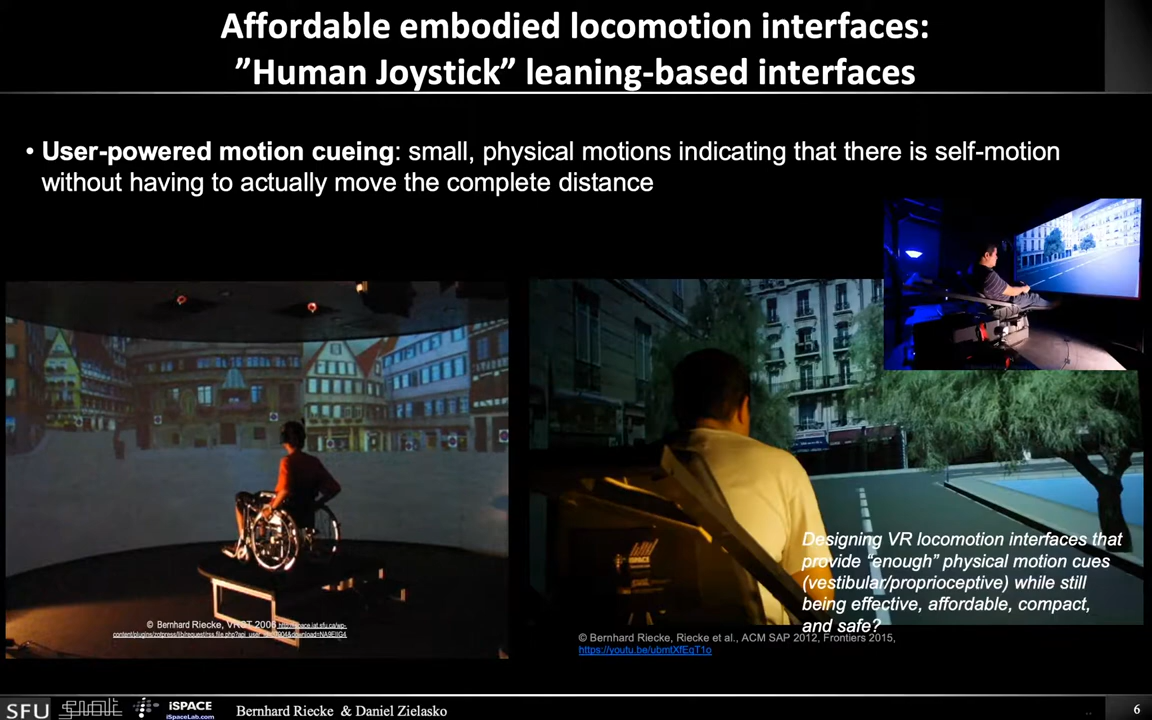 Affordable embodied locomotion interfaces:
”Human Joystick” leaning-based interfaces
• User-powered motion cueing: small, physical motions indicating that there is self-motion
without having to actually move the complete distance
Designing VR locomotion interfaces that
provide “enough” physical motion cues
(vestibular/proprioceptive) while still
being effective, affordable, compact,
and safe?
© Bernhard Riecke, VRST 2006
© Bernhard Riecke, Riecke et al., ACM SAP 2012, Frontiers 2015,
https://youtu.be/ubmtXfEqT1o
SFU
iSPACE
iSpaceLab.com
Bernhard Riecke & Daniel Zielasko
6